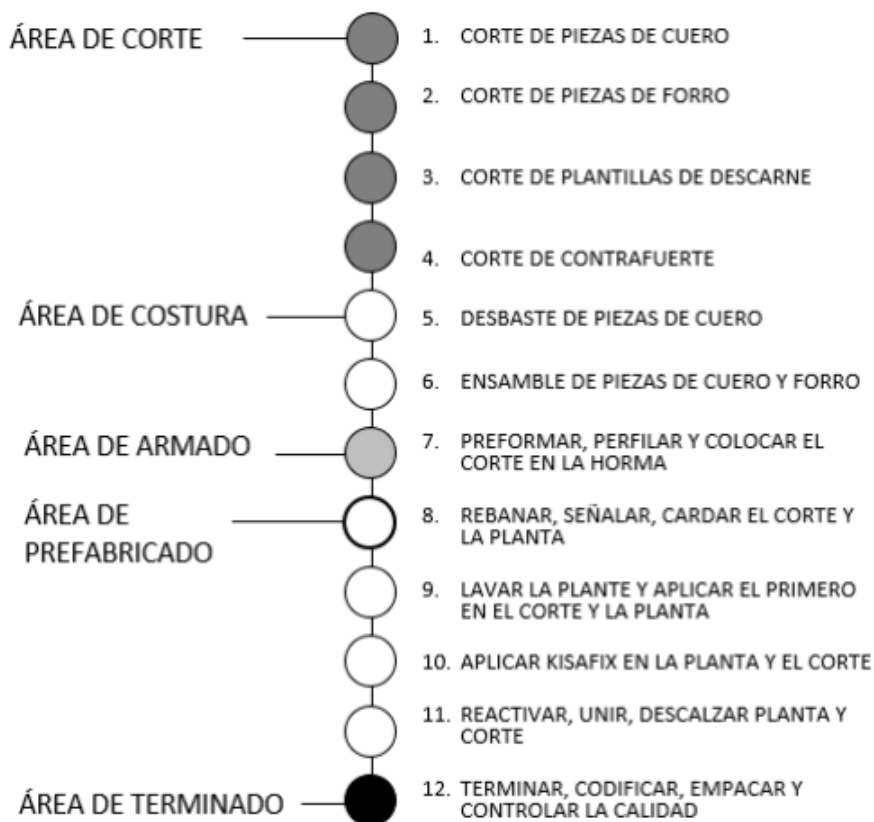 ÁREA DE CORTE
1. CORTE DE PIEZAS DE CUERO
2. CORTE DE PIEZAS DE FORRO
3. CORTE DE PLANTILLAS DE DESCARNE
4. CORTE DE CONTRAFUERTE
ÁREA DE COSTURA
5. DESBASTE DE PIEZAS DE CUERO
6. ENSAMBLE DE PIEZAS DE CUERO Y FORRO
ÁREA DE ARMADO
7. PREFORMAR, PERFILAR Y COLOCAR EL
CORTE EN LA HORMA
ÁREA DE
PREFABRICADO
8. REBANAR, SEÑALAR, CARDAR EL CORTE Y
LA PLANTA
9. LAVAR LA PLANTE Y APLICAR EL PRIMERO
EN EL CORTE Y LA PLANTA
10. APLICAR KISAFIX EN LA PLANTA Y EL CORTE
11. REACTIVAR, UNIR, DESCALZAR PLANTA Y
CORTE
ÁREA DE TERMINADO
12. TERMINAR, CODIFICAR, EMPACAR Y
CONTROLAR LA CALIDAD